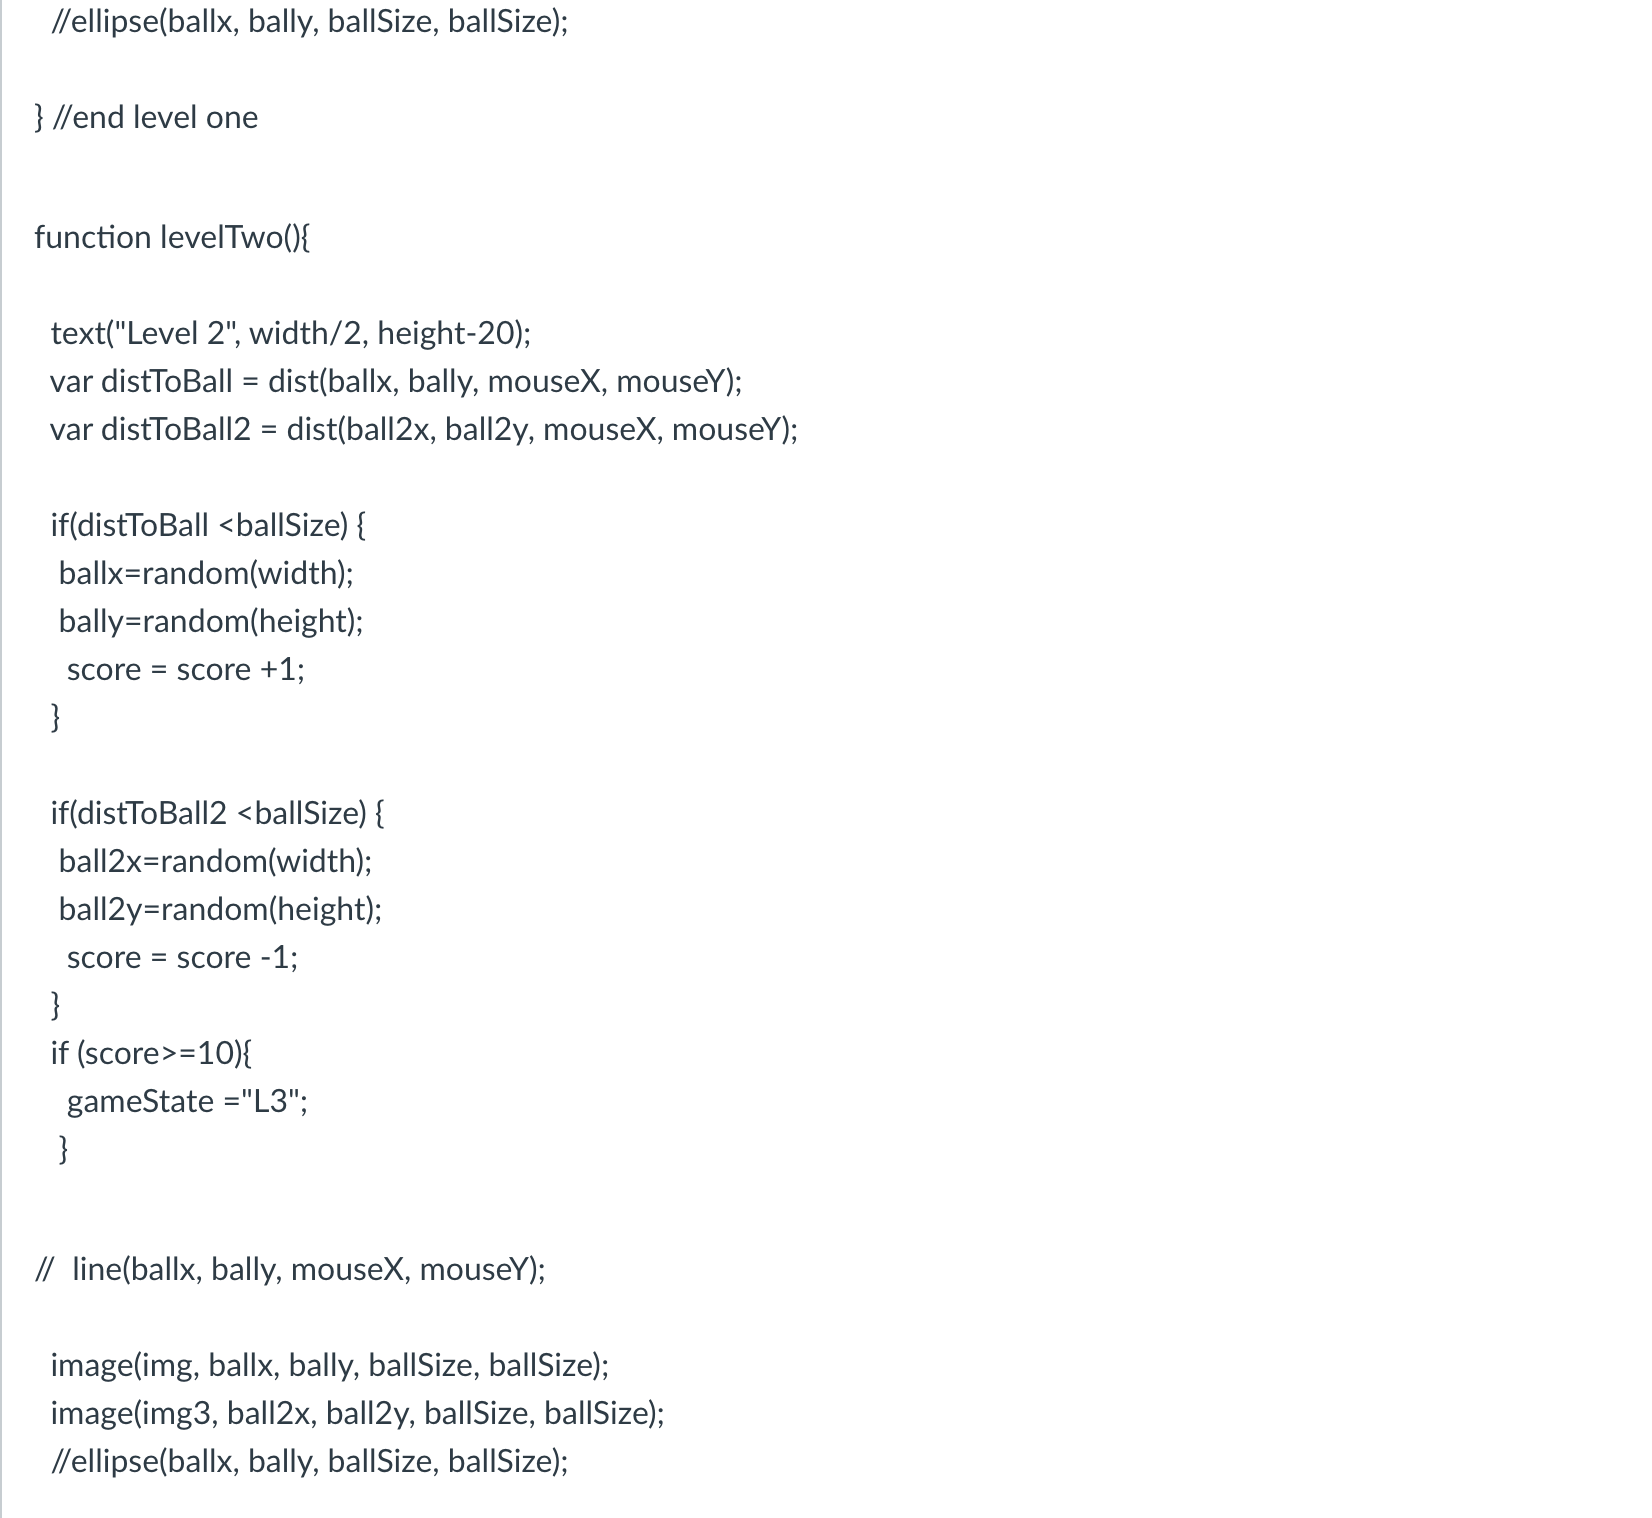 //ellipse(ballx, bally, ballSize, ballSize);
} //end level one
function levelTwo(){
text("Level 2", width/2, height-20);
var distToBall = dist(ballx, bally, mouseX, mouseY);
var distToBall2 = dist(ball2x, ball2y, mouseX, mouseY);
if(distToBall <ballSize) {
ballx=random(width);
bally=random(height);
score = score +1;
}
if(distToBall2 <ballSize) {
ball2x=random(width);
ball2y=random(height);
score = score -1;
}
if (score>=10){
gameState ="L3";
}
//  line(ballx, bally, mouseX, mouseY);
image(img, ballx, bally, ballSize, ballSize);
image(img3, ball2x, ball2y, ballSize, ballSize);
//ellipse(ballx, bally, ballSize, ballSize);